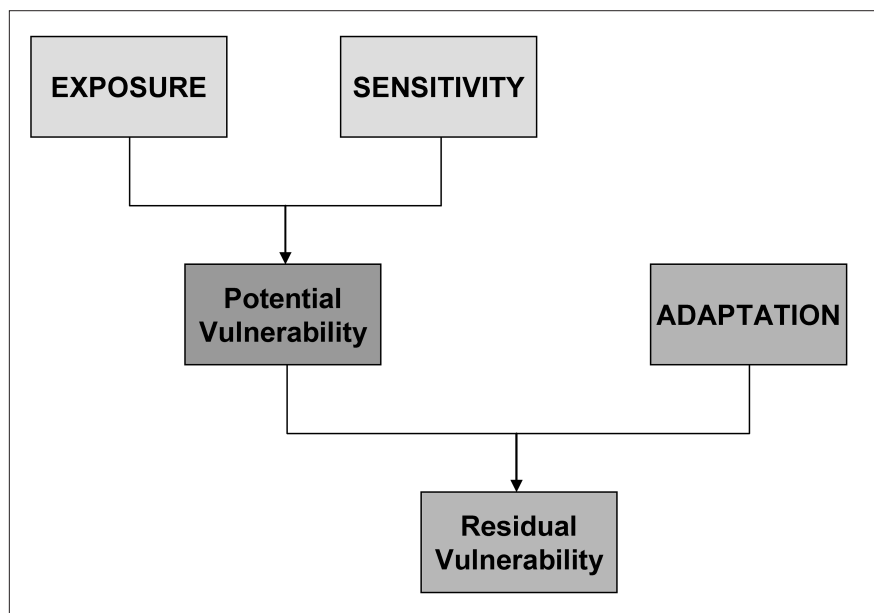 EXPOSURE
SENSITIVITY
Potential
Vulnerability
ADAPTATION
Residual
Vulnerability